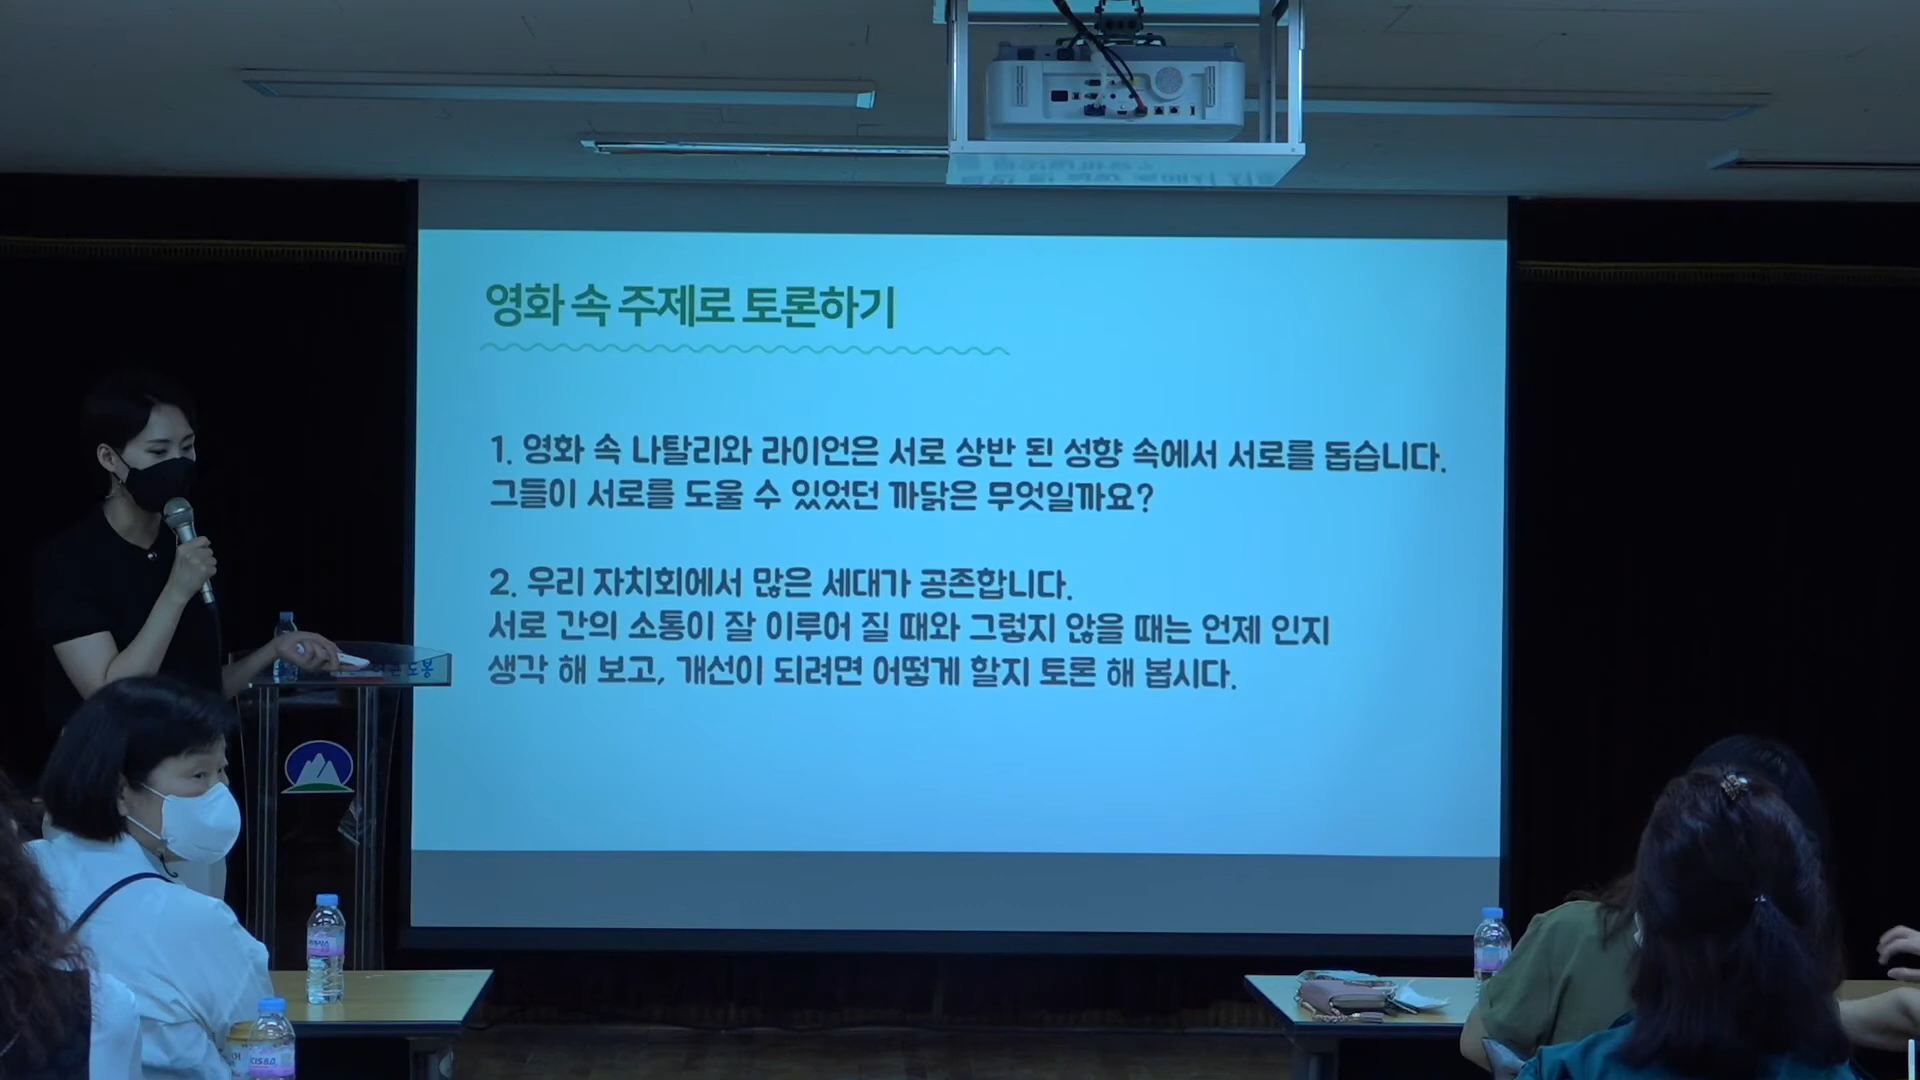 영화 속 주제로 토론하기
1. 영화 속 나탈리와 라이언은 서로 상반 된 성향 속에서 서로를 돕습니다.
그들이 서로를 도울 수 있었던 까닭은 무엇일까요?
2. 우리 자치회에서 많은 세대가 공존합니다.
서로 간의 소통이 잘 이루어 질 때와 그렇지 않을 때는 언제 인지
생각 해 보고, 개선이 되려면 어떻게 할지 토론 해 봅시다.
도봉